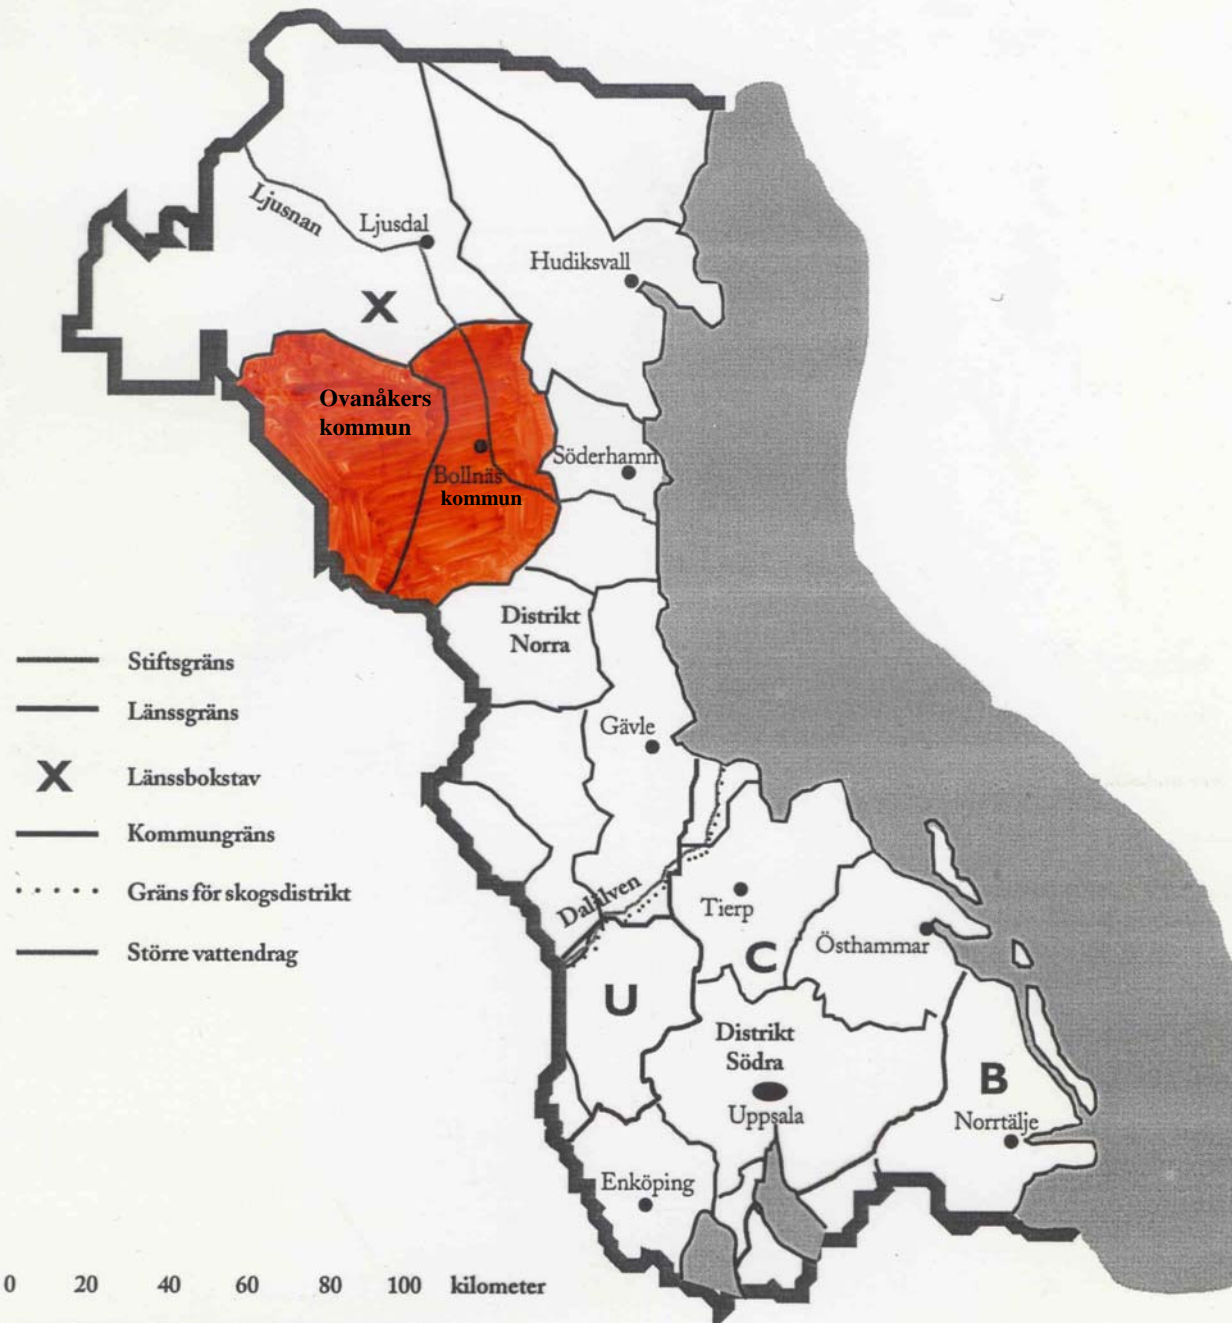 Ljusnan
Ljusdal
Hudiksvall
X
Ovanåkers
kommun
Söderhamn
Bollnäs
kommun
Distrikt
Norra
Stiftsgräns
Länssgräns
Gävle
X Länssbokstav
Kommungräns
Gräns för skogsdistrikt
Dalälven
Tierp
Större vattendrag
Östhammar
C
U
Distrikt
Södra
B
Uppsala
Norrtälje
Enköping
0 20 40 60 80 100 kilometer